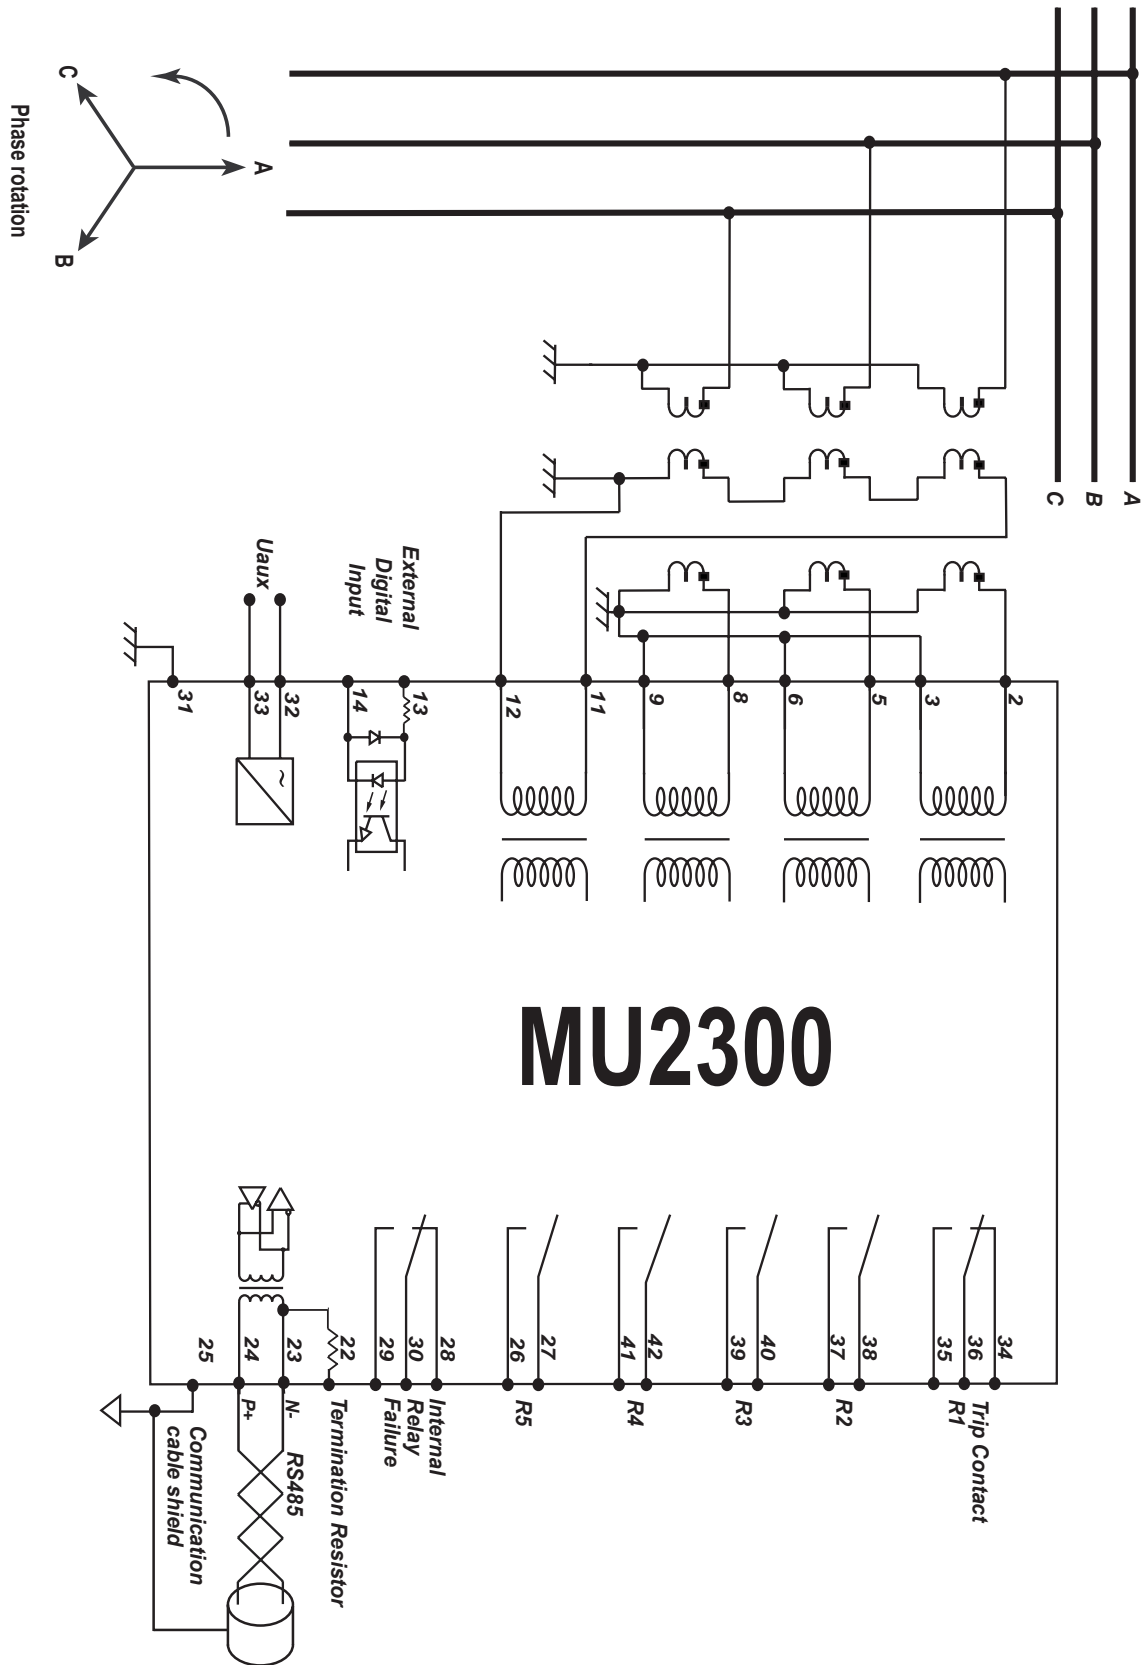 A
B
C
Phase rotation
A
B
C
External
Digital
Input
Uaux
31
33
32
14
13
12
11
9
8
6
5
3
2
~
MU2300
25
24
23
22
29
30
28
26
27
41
42
39
40
37
38
35
36
34
P+
N-
RS485
Communication
cable shield
Termination Resistor
Internal
Relay
Failure
R5
R4
R3
R2
Trip Contact
R1